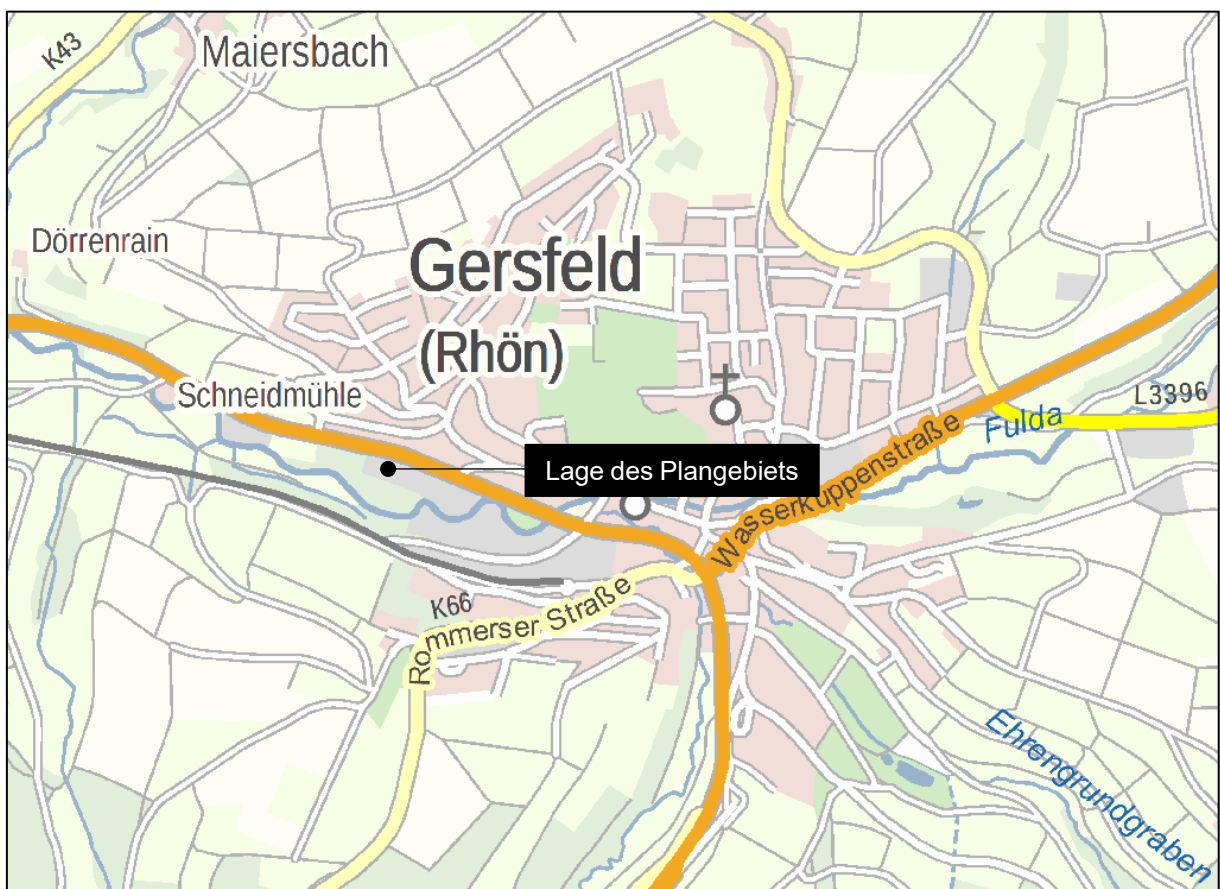 K43
Maiersbach
Dörrenrain
Gersfeld
(Rhön)
Schneidmühle
L3396
Fulda
Lage des Plangebiets
Wasserkuppenstraße
K66
Rommerser Straße
Ehrengrundgraben